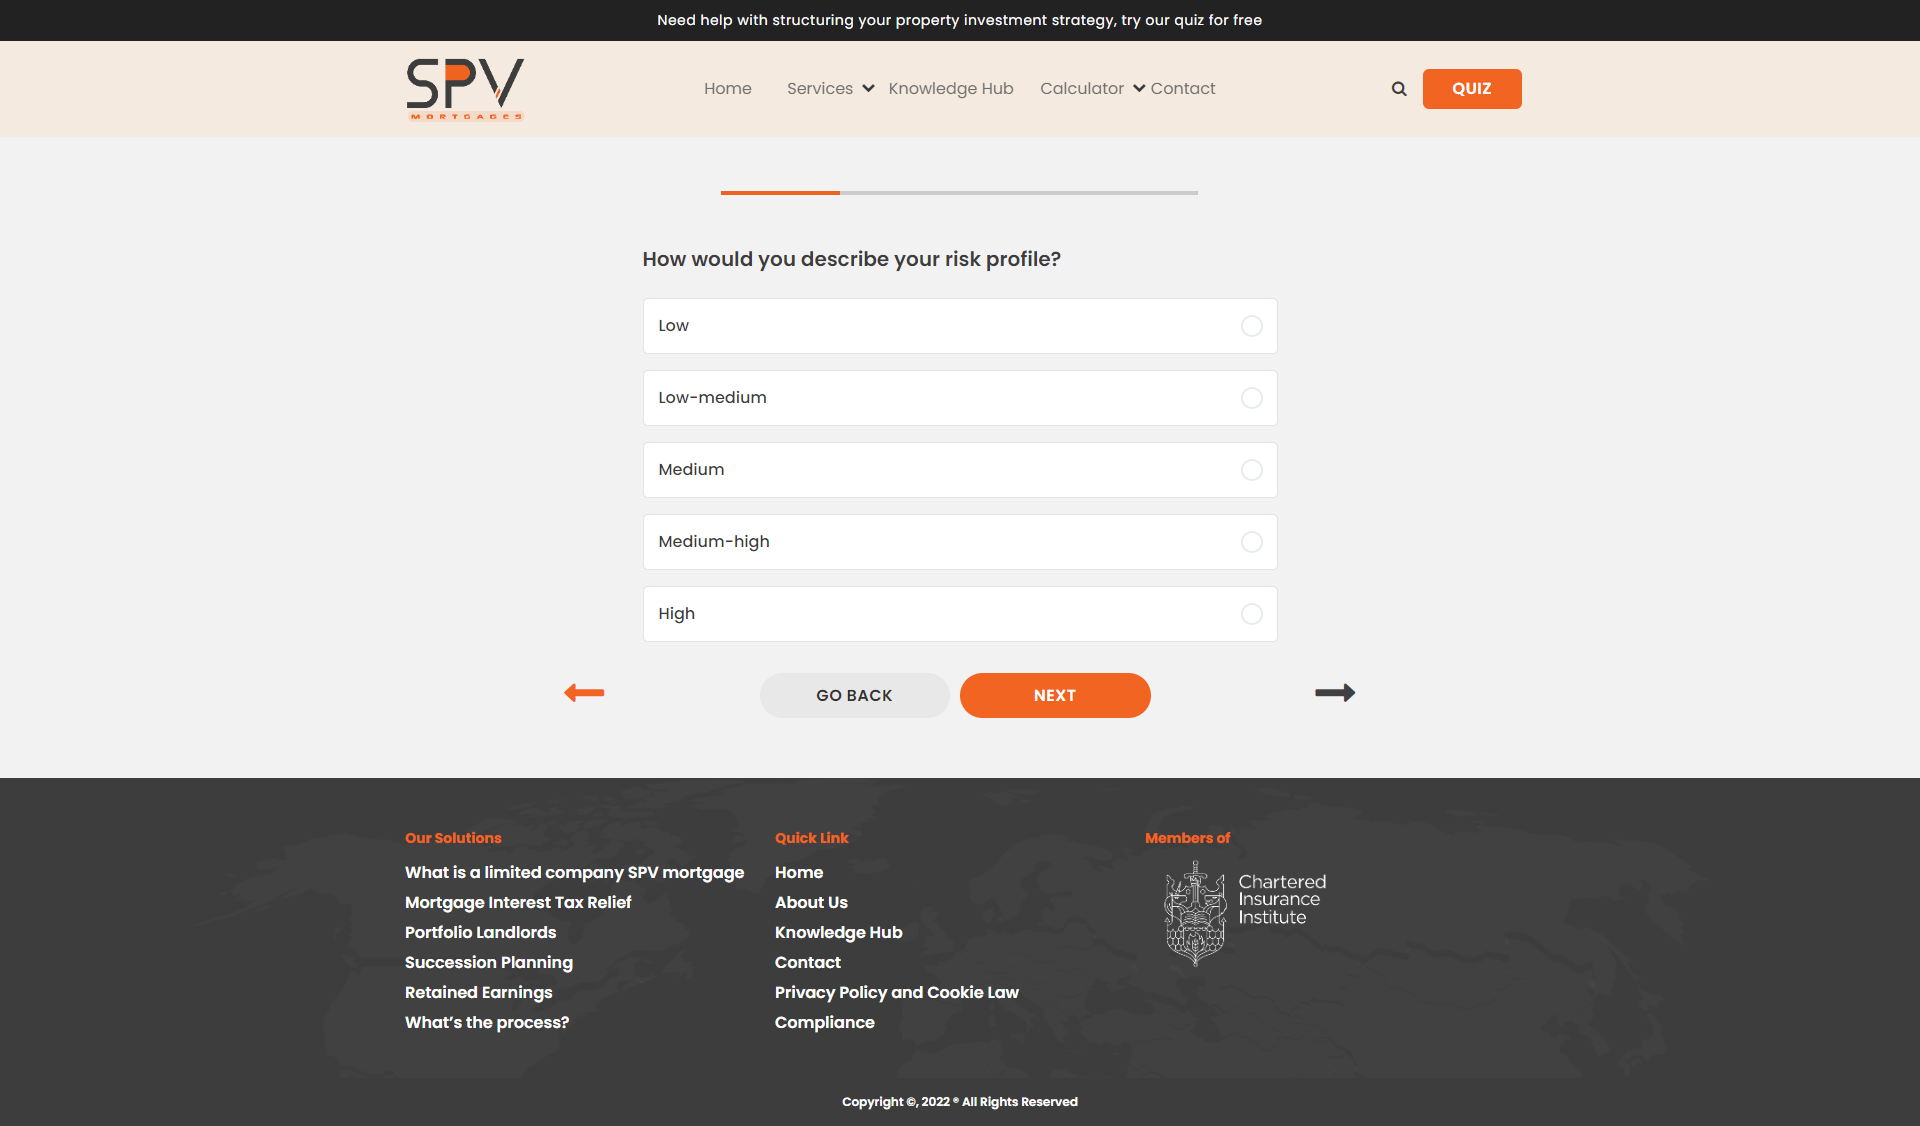 Need help with structuring your property investment strategy, try our quiz for free
SPV
MORTGAGES
Home
Services
Knowledge Hub
Calculator
Contact
QUIZ
How would you describe your risk profile?
Low
Low-medium
Medium
Medium-high
High
GO BACK
NEXT
Our Solutions
What is a limited company SPV mortgage
Mortgage Interest Tax Relief
Portfolio Landlords
Succession Planning
Retained Earnings
What’s the process?
Quick Link
Home
About Us
Knowledge Hub
Contact
Privacy Policy and Cookie Law
Compliance
Members of
Chartered
Insurance
Institute
Copyright ©, 2022 ® All Rights Reserved